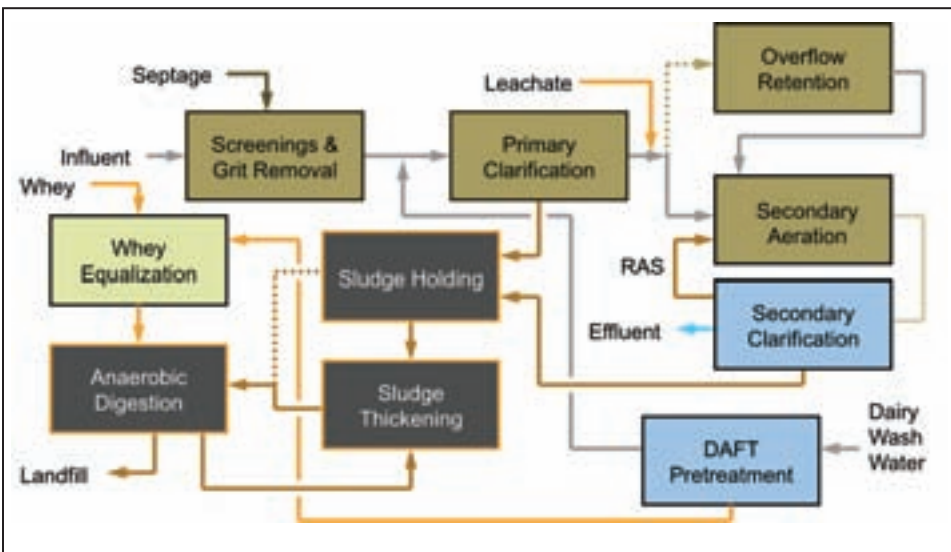 Septage
Leachate
Overflow
Retention
Influent
Screenings &
Grit Removal
Primary
Clarification
Whey
Whey
Equalization
Secondary
Aeration
Sludge Holding
RAS
Effluent
Secondary
Clarification
Anaerobic
Digestion
Sludge
Thickening
Dairy
Wash
Water
DAFT
Pretreatment
Landfill